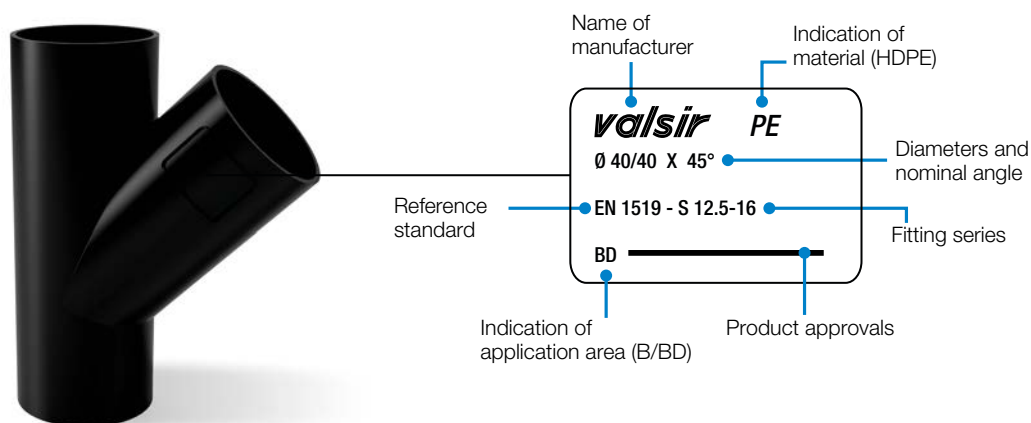 Name of
manufacturer
Indication of
material (HDPE)
valsir PE
Ø 40/40 X 45°
Diameters and
nominal angle
Reference
standard
EN 1519 - S 12.5-16
Fitting series
BD
Indication of
application area (B/BD)
Product approvals